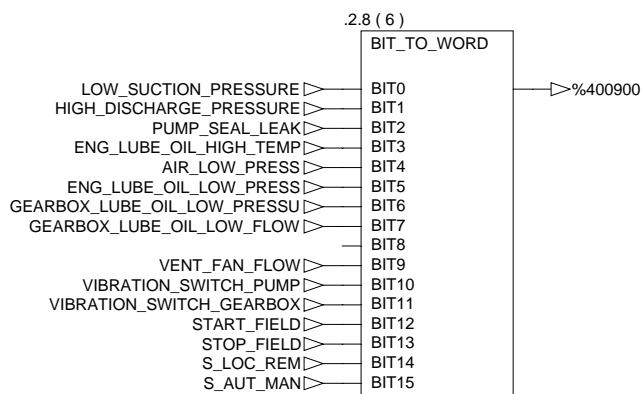 .2.8 ( 6 )
BIT_TO_WORD
LOW_SUCTION_PRESSURE BIT0 %400900
HIGH_DISCHARGE_PRESSURE BIT1
PUMP_SEAL_LEAK BIT2
ENG_LUBE_OIL_HIGH_TEMP BIT3
AIR_LOW_PRESS BIT4
ENG_LUBE_OIL_LOW_PRESS BIT5
GEARBOX_LUBE_OIL_LOW_PRESSU BIT6
GEARBOX_LUBE_OIL_LOW_FLOW BIT7
BIT8
VENT_FAN_FLOW BIT9
VIBRATION_SWITCH_PUMP BIT10
VIBRATION_SWITCH_GEARBOX BIT11
START_FIELD BIT12
STOP_FIELD BIT13
S_LOC_REM BIT14
S_AUT_MAN BIT15